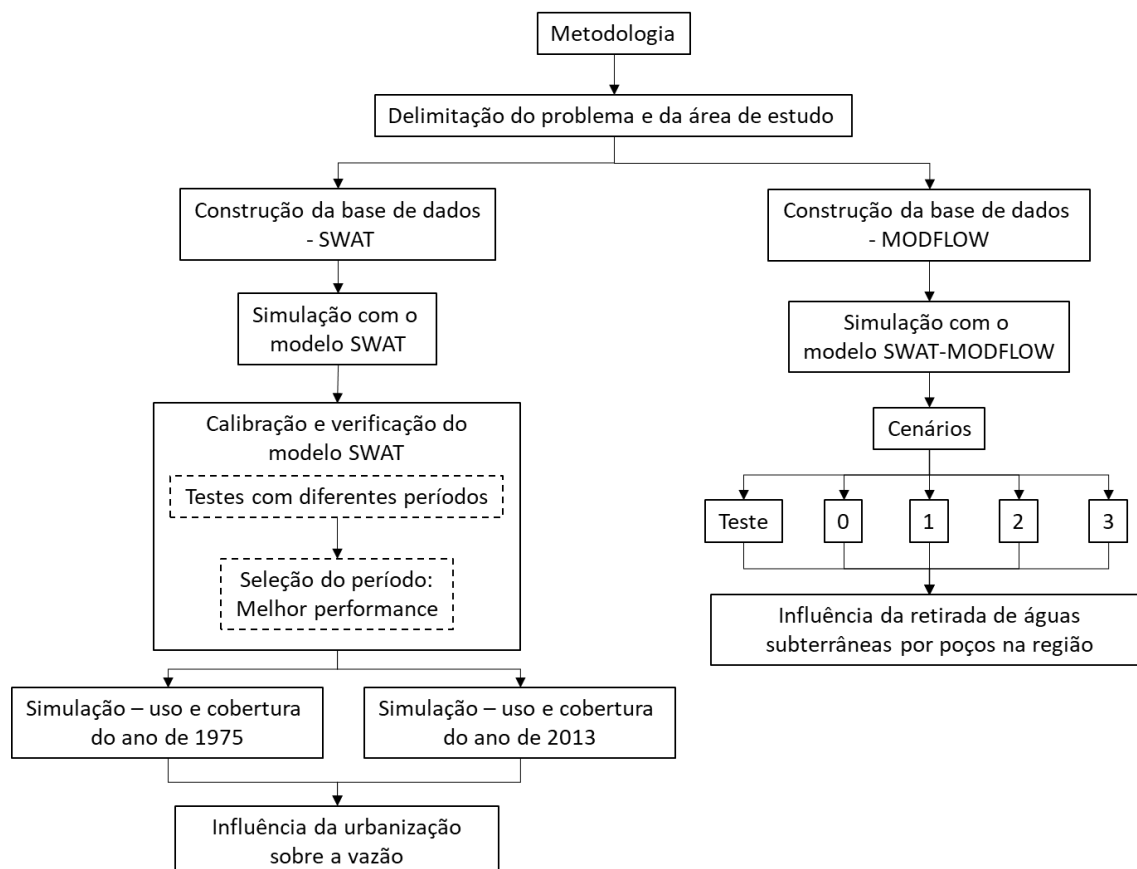 Metodologia
Delimitação do problema e da área de estudo
Construção da base de dados
- SWAT
Simulação com o
modelo SWAT
Calibração e verificação do
modelo SWAT
Testes com diferentes períodos
Seleção do período:
Melhor performance
Simulação – uso e cobertura
do ano de 1975
Simulação – uso e cobertura
do ano de 2013
Influência da urbanização
sobre a vazão
Construção da base de dados
- MODFLOW
Simulação com o
modelo SWAT-MODFLOW
Cenários
Teste
0
1
2
3
Influência da retirada de águas
subterrâneas por poços na região